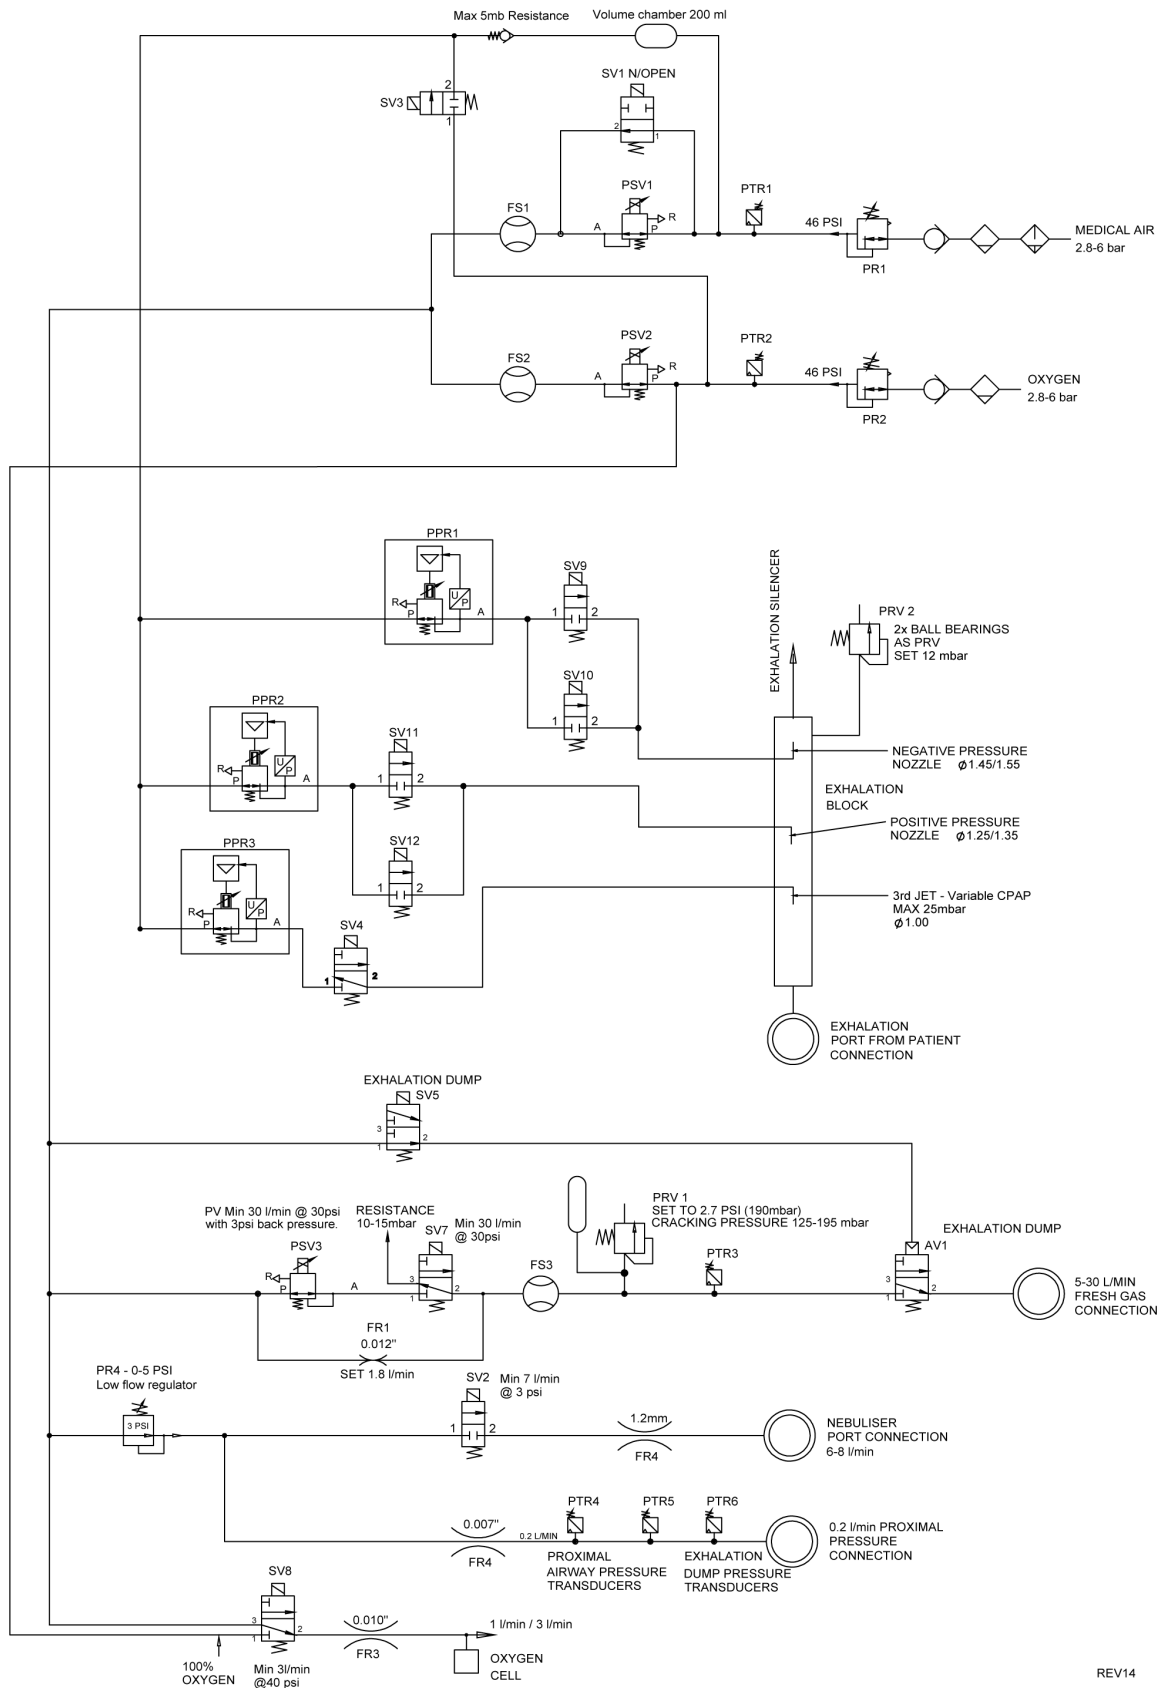 Max 5mb Resistance
Volume chamber 200 ml
SV1 N/OPEN
2
SV3
1
2
1
PSV1
PTR1
FS1
R
A
P
46 PSI
MEDICAL AIR
2.8-6 bar
PR1
PSV2
PTR2
FS2
R
A
P
46 PSI
OXYGEN
2.8-6 bar
PR2
PPR1
R
P
U
P
A
SV9
1
2
SV10
1
2
EXHALATION SILENCER
PRV 2
2x BALL BEARINGS
AS PRV
SET 12 mbar
PPR2
R
P
U
P
A
SV11
1
2
SV12
1
2
NEGATIVE PRESSURE
NOZZLE ϕ1.45/1.55
EXHALATION
BLOCK
POSITIVE PRESSURE
NOZZLE ϕ1.25/1.35
PPR3
R
P
U
P
A
SV4
1
2
3rd JET - Variable CPAP
MAX 25mbar
ϕ1.00
EXHALATION
PORT FROM PATIENT
CONNECTION
EXHALATION DUMP
SV5
3
1
2
PV Min 30 l/min @ 30psi
with 3psi back pressure.
RESISTANCE
10-15mbar
SV7
Min 30 l/min
@ 30psi
PRV 1
SET TO 2.7 PSI (190mbar)
CRACKING PRESSURE 125-195 mbar
EXHALATION DUMP
AV1
PSV3
R
P
A
3
1
2
FS3
PTR3
3
1
2
5-30 L/MIN
FRESH GAS
CONNECTION
FR1
0.012"
SET 1.8 l/min
PR4 - 0-5 PSI
Low flow regulator
3 PSI
SV2
Min 7 l/min
@ 3 psi
1
2
1.2mm
FR4
NEBULISER
PORT CONNECTION
6-8 l/min
0.007"
FR4
0.2 L/MIN
PTR4
PTR5
PTR6
PROXIMAL
AIRWAY PRESSURE
TRANSDUCERS
EXHALATION
DUMP PRESSURE
TRANSDUCERS
0.2 l/min PROXIMAL
PRESSURE
CONNECTION
SV8
3
1
2
100%
OXYGEN
Min 3l/min
@40 psi
0.010"
FR3
1 l/min / 3 l/min
OXYGEN
CELL
REV14